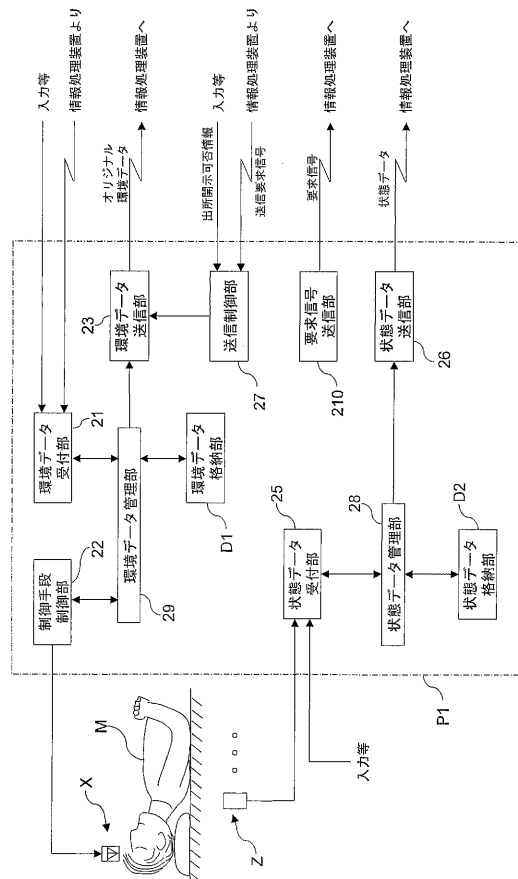 入力等
情報処理装置より
オリジナル
環境データ
情報処理装置へ
入力等
出所開示可否情報
情報処理装置より
送信要求信号
要求信号
情報処理装置へ
状態データ
情報処理装置へ
環境データ
受付部
21
23
環境データ
送信部
送信制御部
27
要求信号
送信部
210
状態データ
送信部
26
制御手段
制御部
22
環境データ管理部
29
環境データ
格納部
D1
25
状態データ
受付部
28
状態データ管理部
状態データ
格納部
D2
X
M
Z
入力等
P1